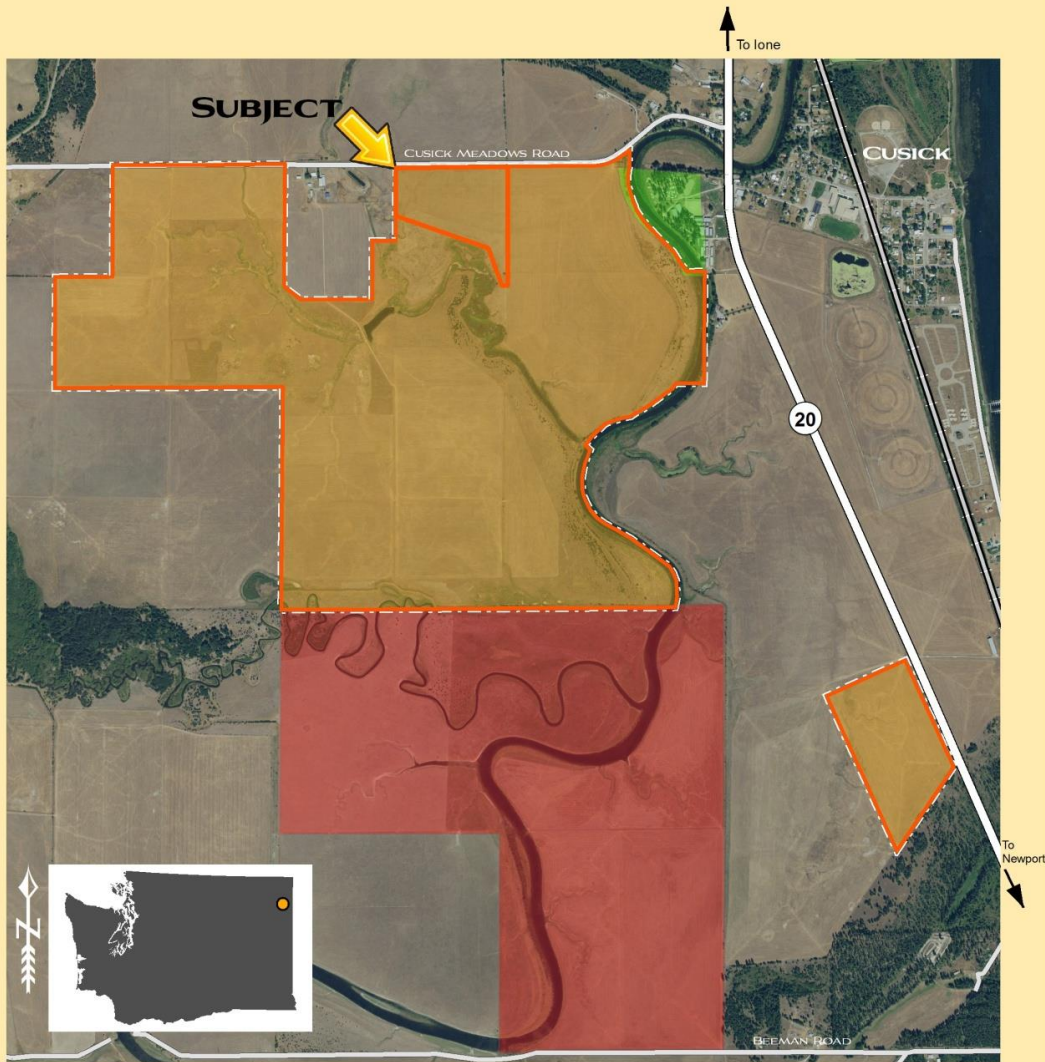 To Ione
SUBJECT
CUSICK MEADOWS ROAD
CUSICK
20
To
Newport
N
BEEMAN ROAD